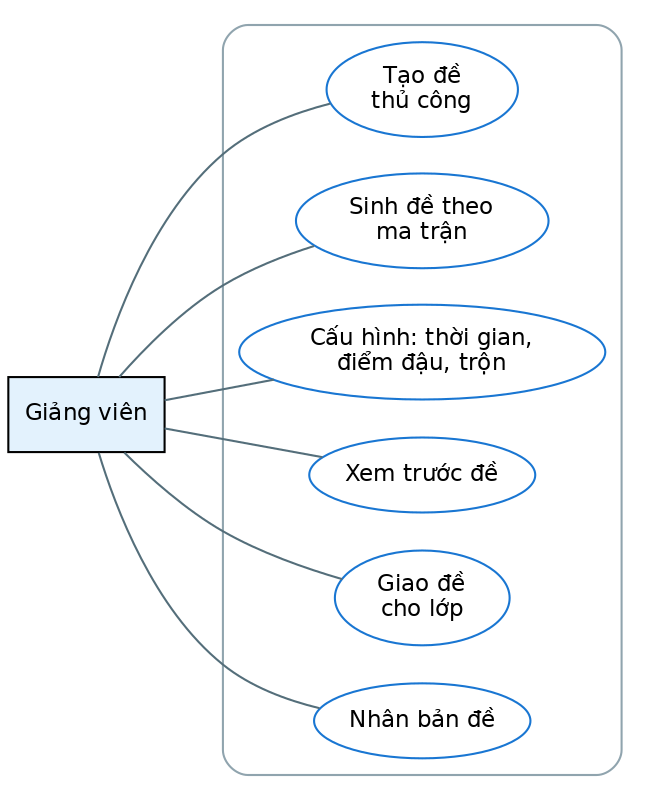 Tạo đề
thủ công
Sinh đề theo
ma trận
Cấu hình: thời gian,
điểm đậu, trộn
Giảng viên
Xem trước đề
Giao đề
cho lớp
Nhân bản đề